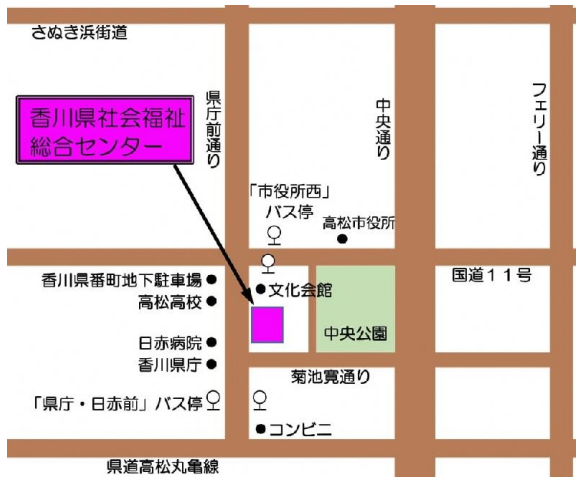 さぬき浜街道
香川県社会福祉
総合センター
県庁前通り
中央通り
フェリー通り
「市役所西」
バス停
高松市役所
国道11号
香川県番町地下駐車場
文化会館
高松高校
中央公園
日赤病院
香川県庁
菊池寛通り
「県庁・日赤前」バス停
コンビニ
県道高松丸亀線